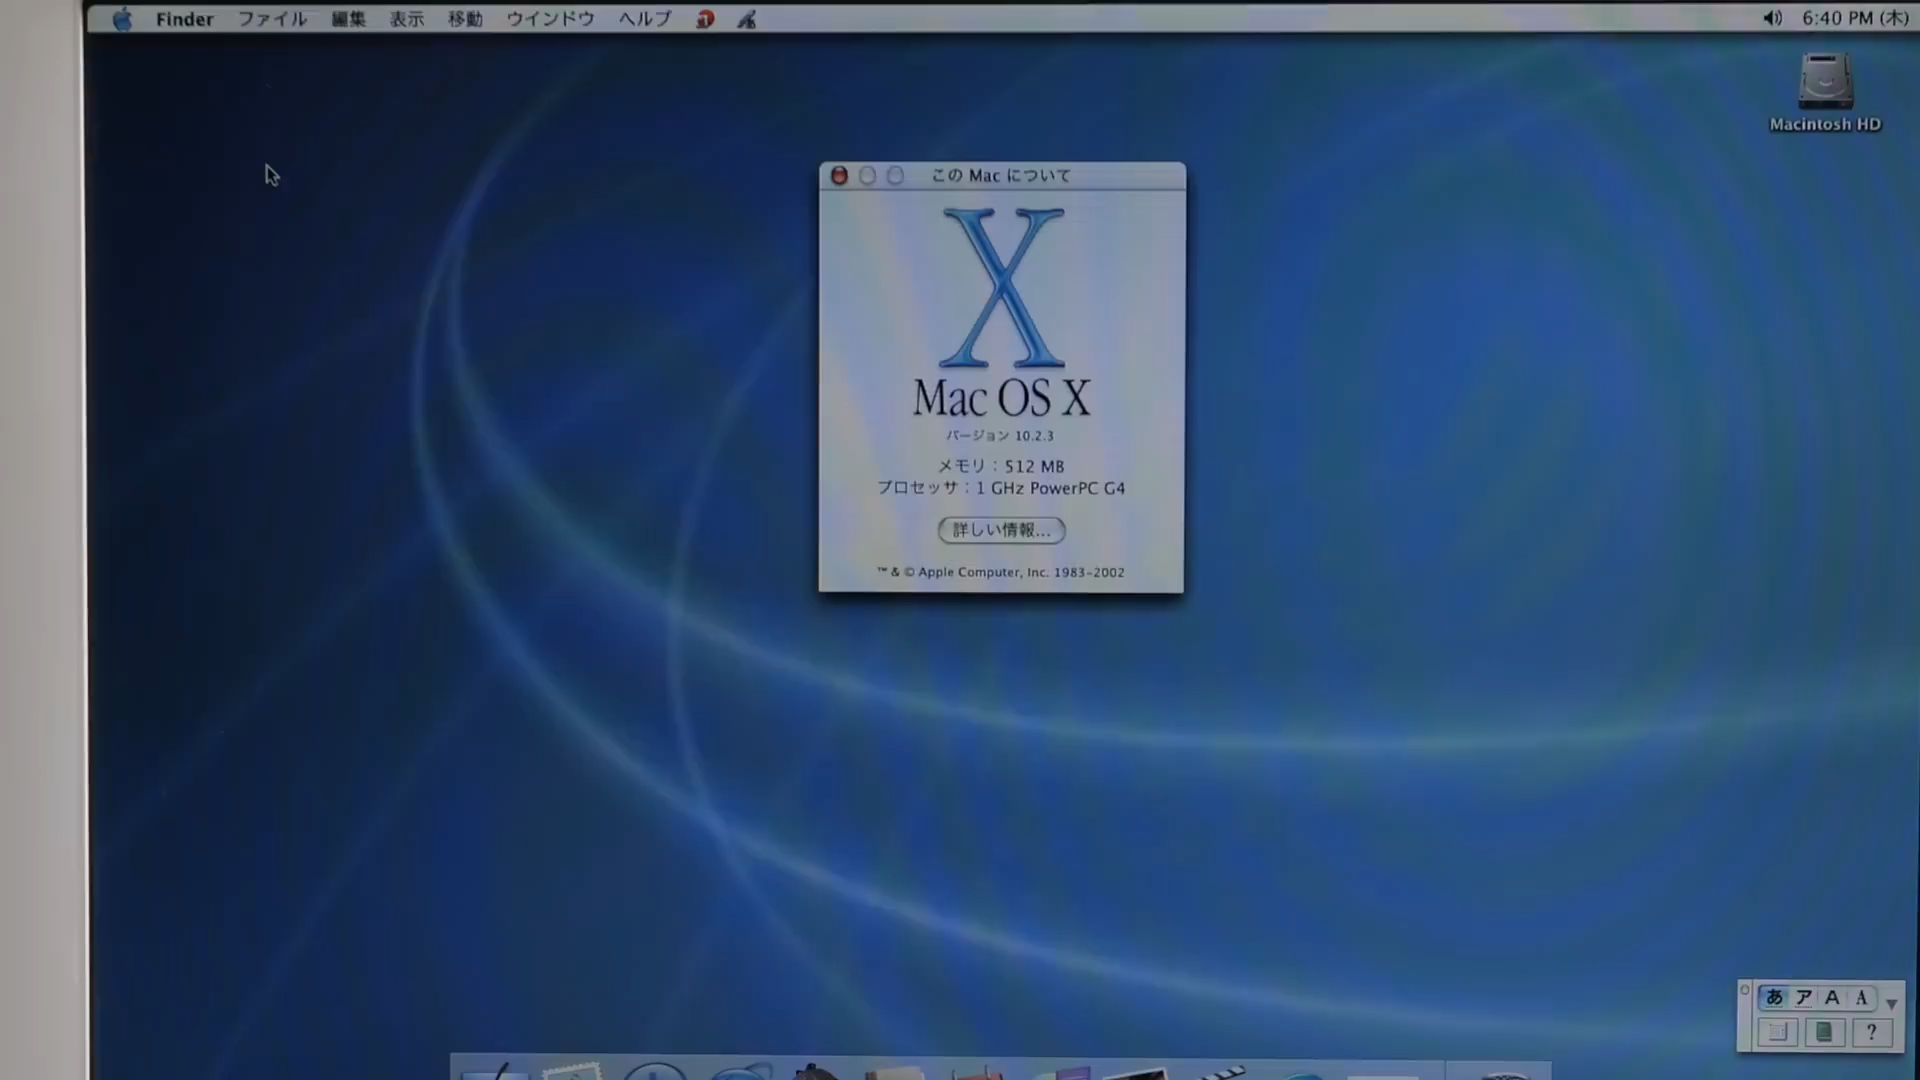 Finder ファイル 編集 表示 移動 ウインドウ ヘルプ
6:40 PM (木)
Macintosh HD
この Mac について
X
Mac OS X
バージョン 10.2.3
メモリ：512 MB
プロセッサ：1 GHz PowerPC G4
詳しい情報...
™ & © Apple Computer, Inc. 1983-2002
あ ア A A
?